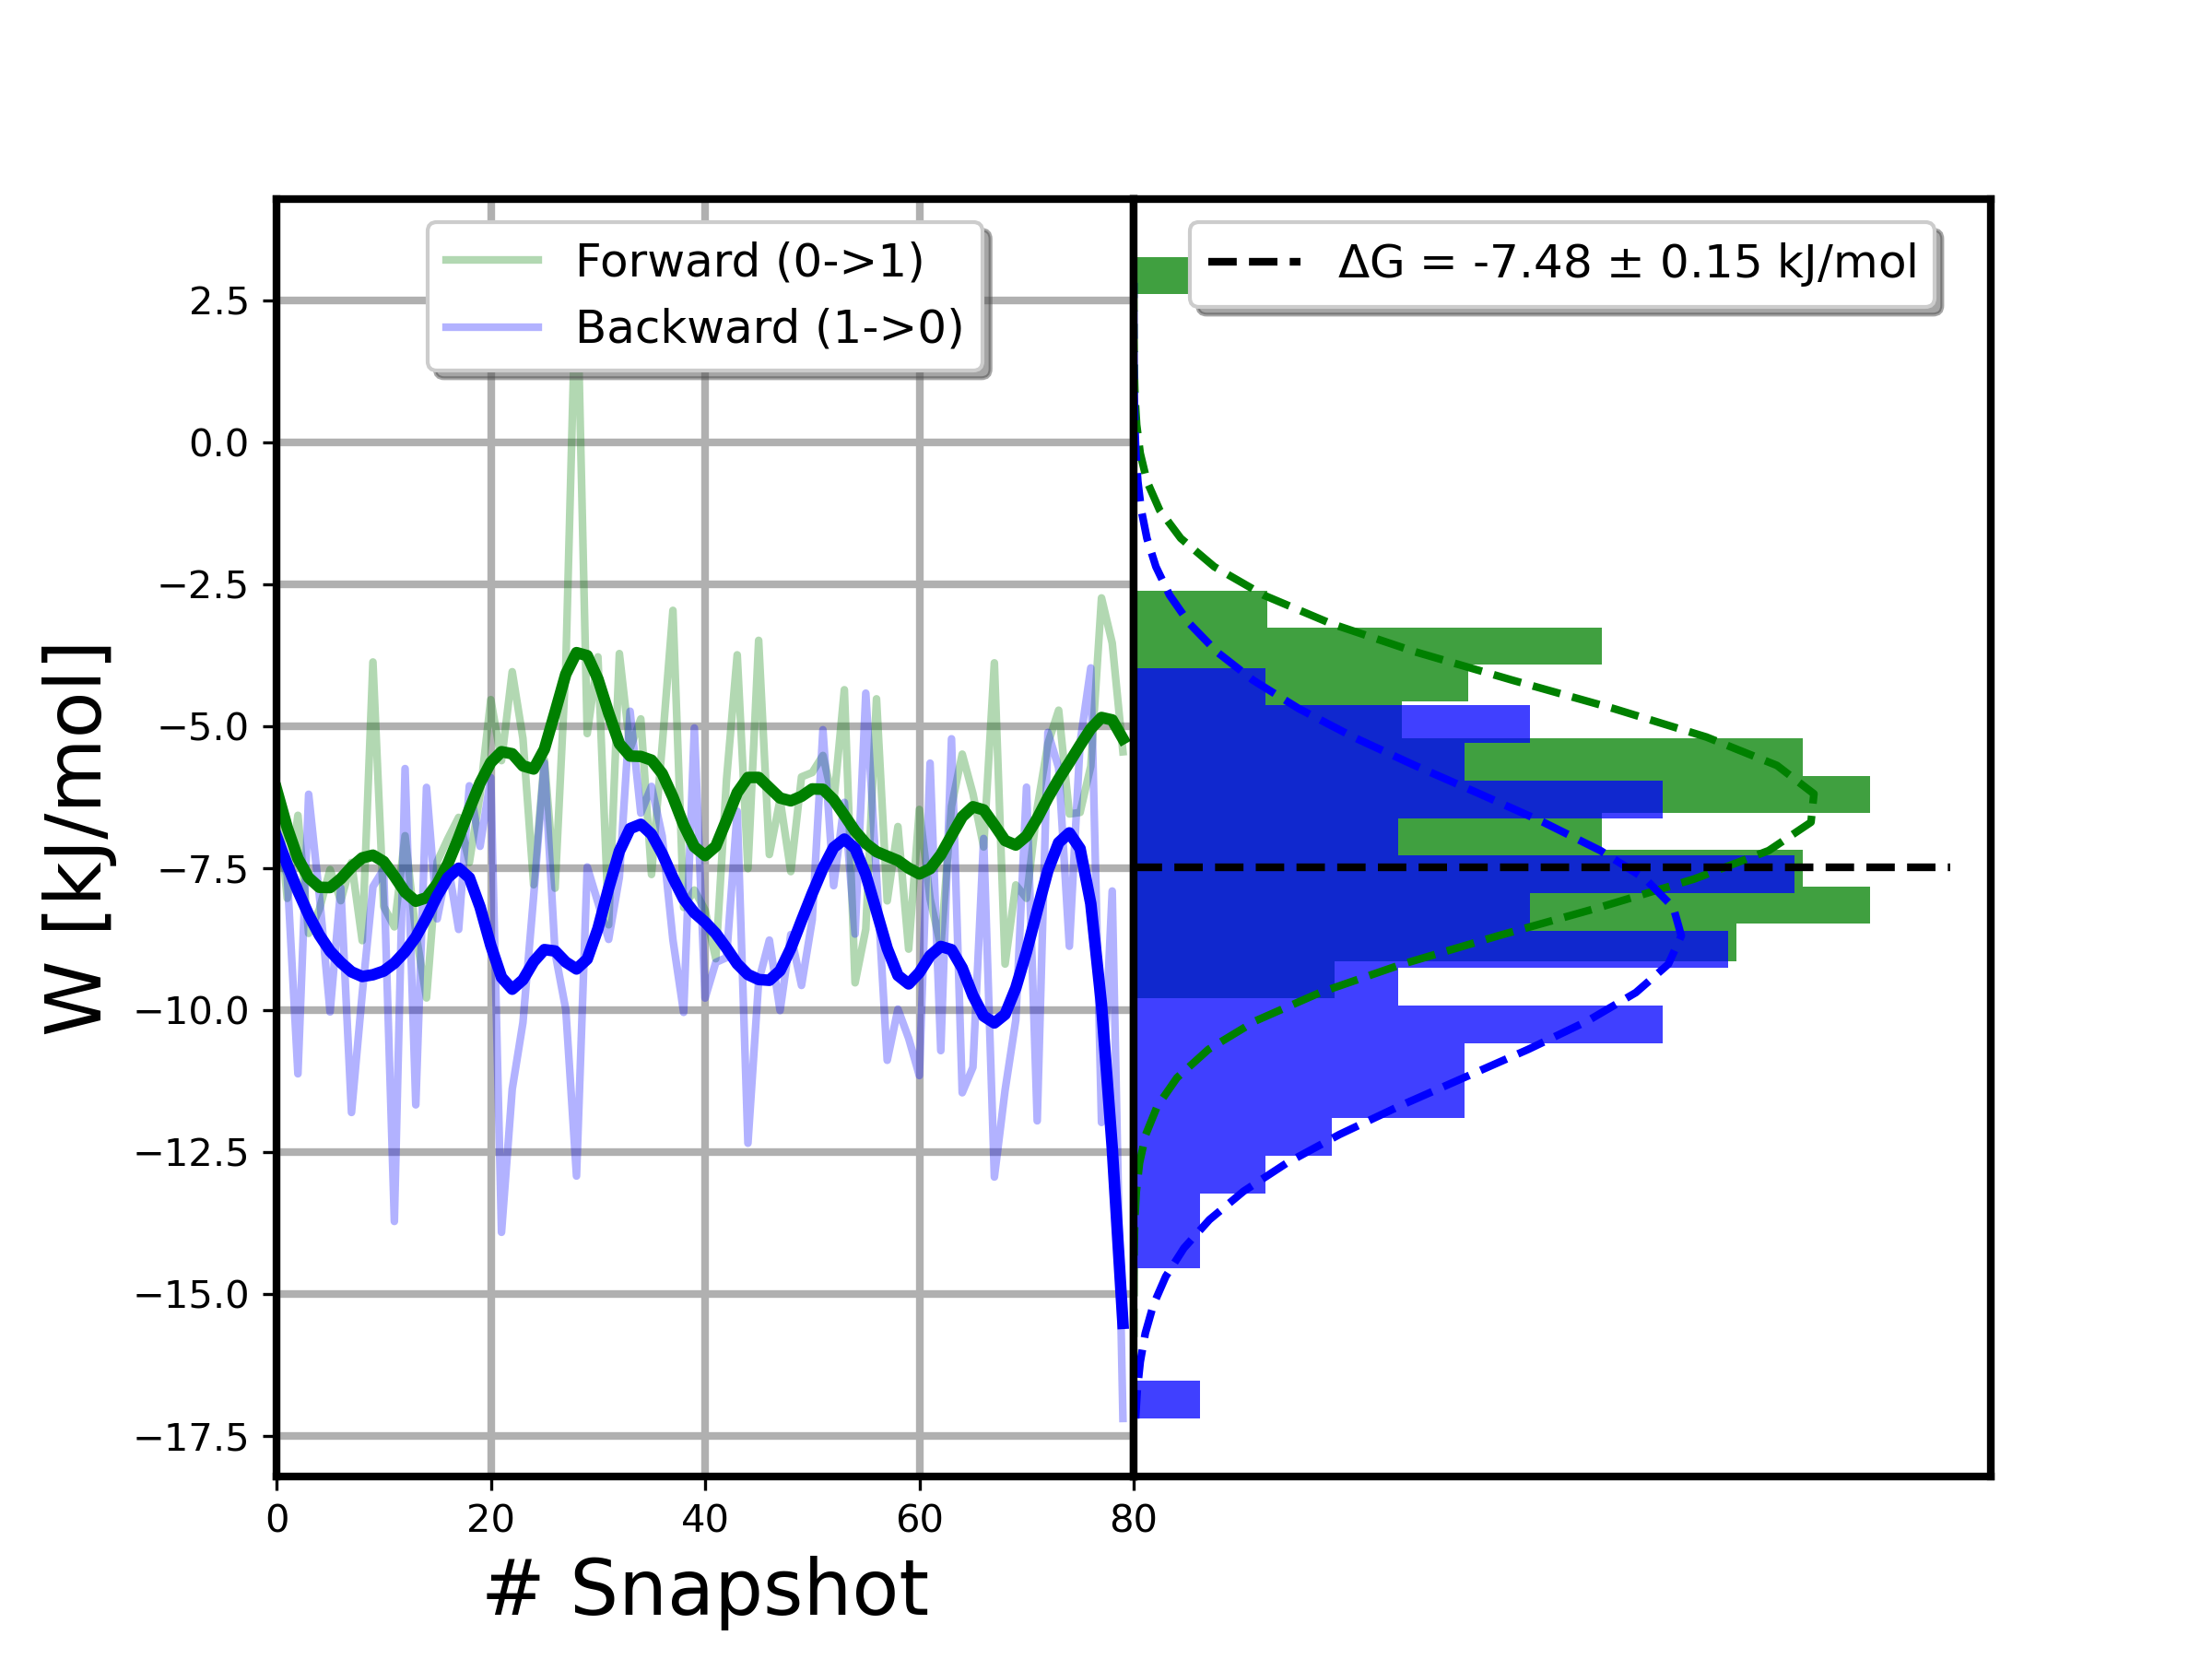 Forward (0->1)
Backward (1->0)
ΔG = -7.48 ± 0.15 kJ/mol
W [kJ/mol]
2.5
0.0
−2.5
−5.0
−7.5
−10.0
−12.5
−15.0
−17.5
0 20 40 60 80
# Snapshot